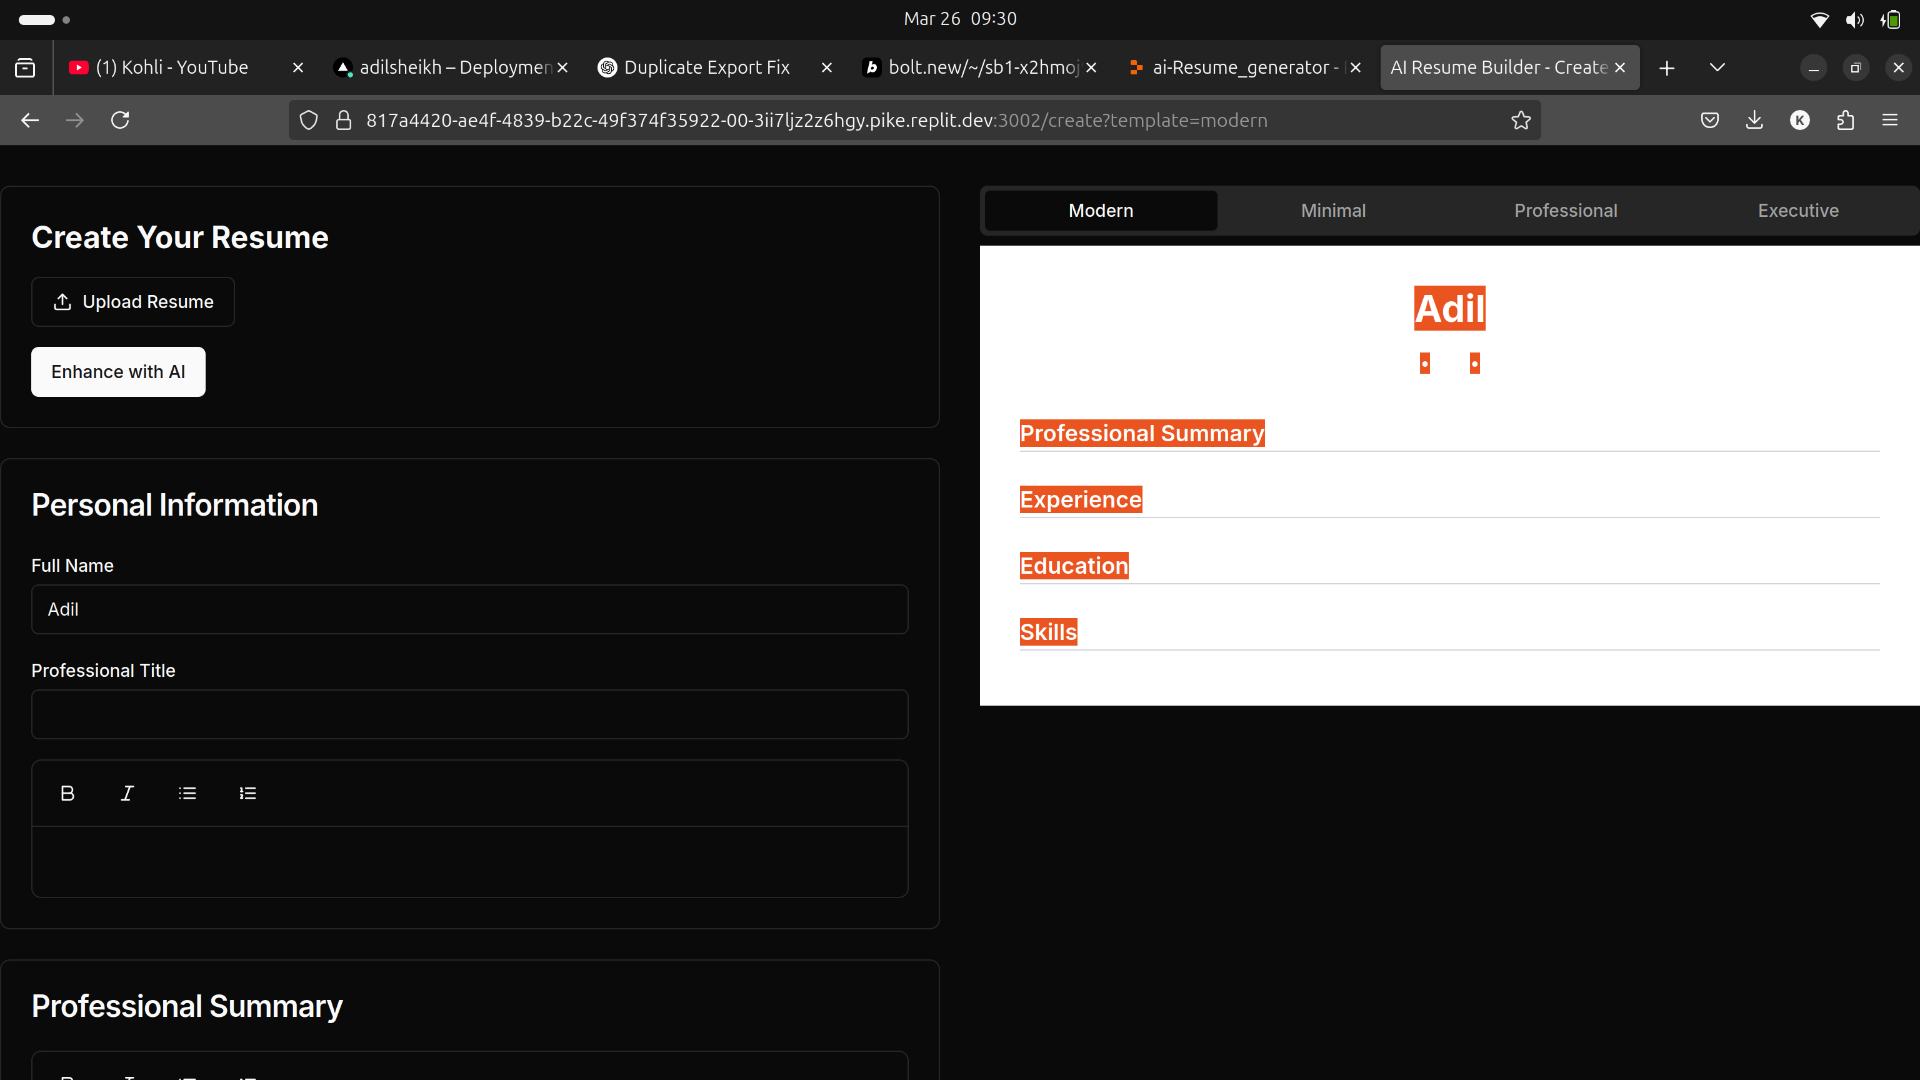 Mar 26 09:30
(1) Kohli - YouTube
adilsheikh – Deploymen
Duplicate Export Fix
bolt.new/~/sb1-x2hmoj
ai-Resume_generator -
AI Resume Builder - Create
817a4420-ae4f-4839-b22c-49f374f35922-00-3ii7ljz2z6hgy.pike.replit.dev:3002/create?template=modern
K
Create Your Resume
Upload Resume
Enhance with AI
Personal Information
Full Name
Adil
Professional Title
B I
Professional Summary
Modern
Minimal
Professional
Executive
Adil
• •
Professional Summary
Experience
Education
Skills